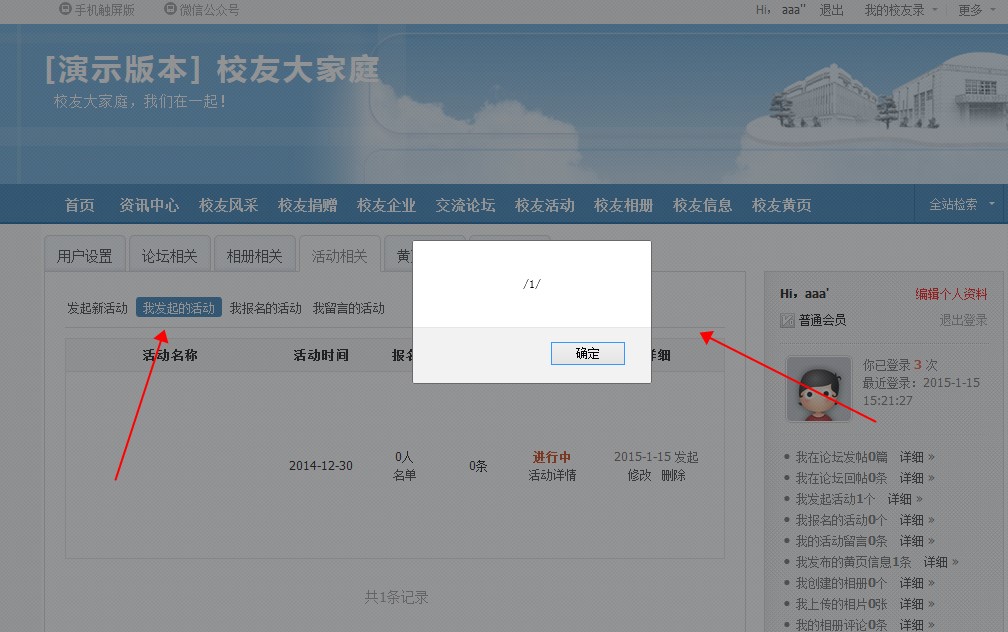 手机触屏版 微信公众号 Hi， aaa'' 退出 我的校友录 更多
[演示版本] 校友大家庭
校友大家庭，我们在一起！
首页 资讯中心 校友风采 校友捐赠 校友企业 交流论坛 校友活动 校友相册 校友信息 校友黄页 全站检索
用户设置 论坛相关 相册相关 活动相关 黄
/1/
确定
发起新活动 我发起的活动 我报名的活动 我留言的活动
活动名称 活动时间 报名 详细
2014-12-30 0人 0条 进行中 2015-1-15 发起
名单 活动详情 修改 删除
共1条记录
Hi，aaa' 编辑个人资料
普通会员 退出登录
你已登录 3 次
最近登录：2015-1-15
15:21:27
我在论坛发帖0篇 详细 »
我在论坛回帖0条 详细 »
我发起活动1个 详细 »
我报名的活动0个 详细 »
我的活动留言0条 详细 »
我发布的黄页信息1条 详细 »
我创建的相册0个 详细 »
我上传的相片0张 详细 »
我的相册评论0条 详细 »